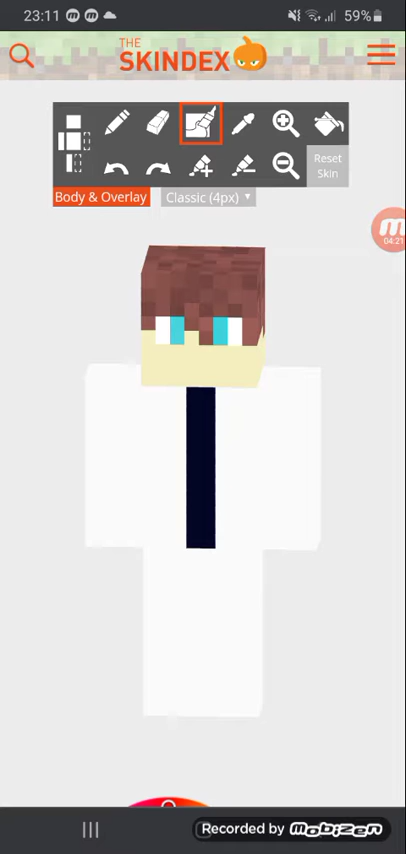 23:11
59%
THE
SKINDEX
Reset
Skin
Body & Overlay
Classic (4px)
04:21
Recorded by Mobizen